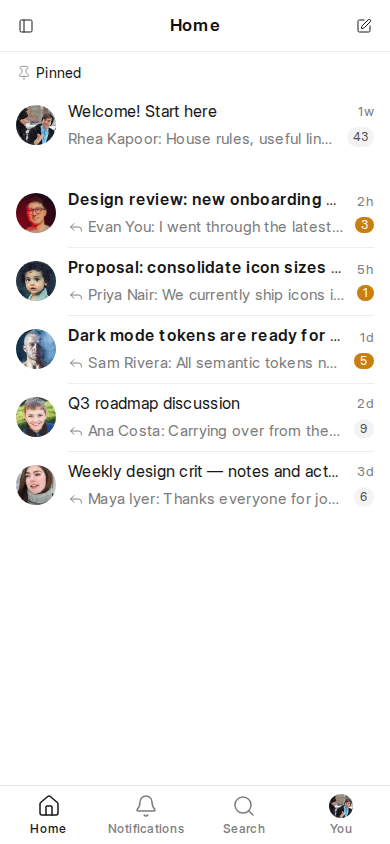 Home
Pinned
Welcome! Start here
1w
Rhea Kapoor: House rules, useful lin...
43
Design review: new onboarding ...
2h
Evan You: I went through the latest...
3
Proposal: consolidate icon sizes ...
5h
Priya Nair: We currently ship icons i...
1
Dark mode tokens are ready for ...
1d
Sam Rivera: All semantic tokens n...
5
Q3 roadmap discussion
2d
Ana Costa: Carrying over from the...
9
Weekly design crit — notes and act...
3d
Maya Iyer: Thanks everyone for jo...
6
Home
Notifications
Search
You